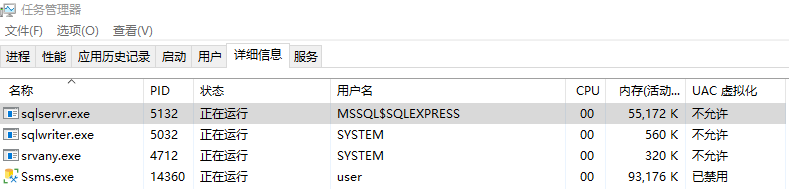 任务管理器
文件(F) 选项(O) 查看(V)
进程 性能 应用历史记录 启动 用户 详细信息 服务
名称 PID 状态 用户名 CPU 内存(活动... UAC 虚拟化
sqlservr.exe 5132 正在运行 MSSQL$SQLEXPRESS 00 55,172 K 不允许
sqlwriter.exe 5032 正在运行 SYSTEM 00 560 K 不允许
srvany.exe 4712 正在运行 SYSTEM 00 320 K 不允许
Ssms.exe 14360 正在运行 user 00 93,176 K 已禁用